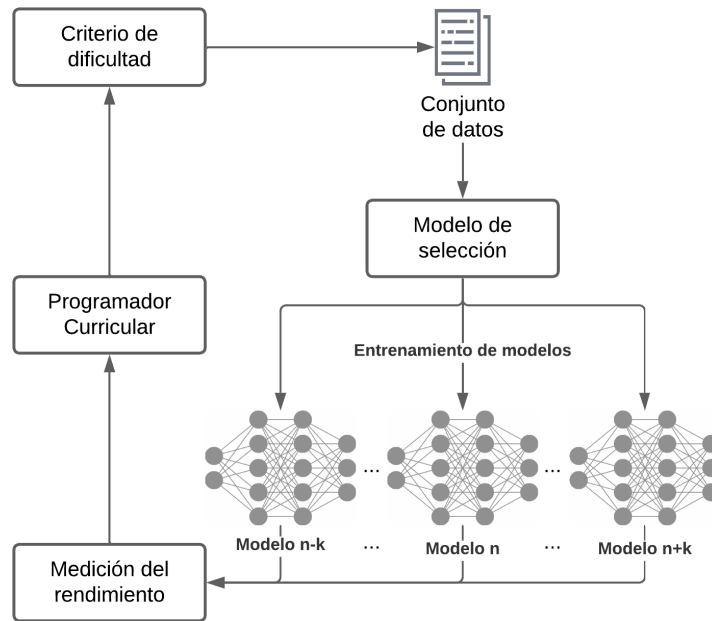 Criterio de
dificultad
Conjunto
de datos
Modelo de
selección
Programador
Curricular
Entrenamiento de modelos
...
...
Modelo n-k
...
Modelo n
...
Modelo n+k
Medición del
rendimiento